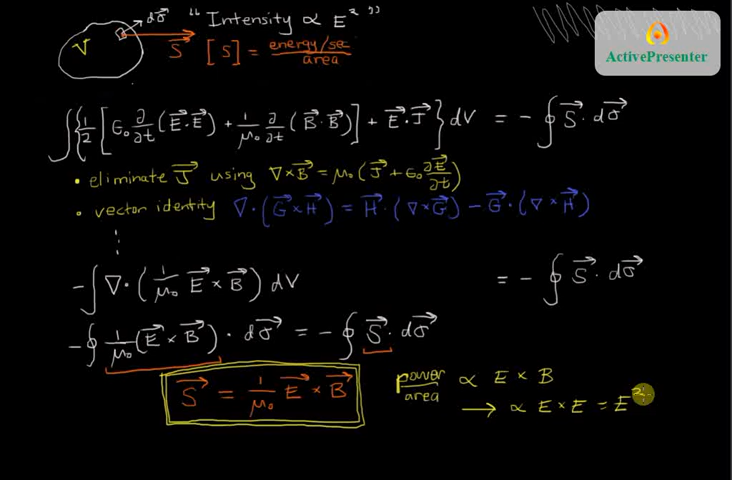 V dσ⃗ " Intensity ∝ E² "
S⃗ [S] = energy/sec / area
ActivePresenter
∫{½[ϵ₀ ∂/∂t (E⃗·E⃗) + 1/μ₀ ∂/∂t (B⃗·B⃗)] + E⃗·J⃗} dV = - ∮ S⃗ · dσ⃗
• eliminate J⃗ using ∇×B⃗ = μ₀(J⃗ + ϵ₀ ∂E⃗/∂t)
• vector identity ∇·(G⃗×H⃗) = H⃗·(∇×G⃗) - G⃗·(∇×H⃗)
-∫ ∇·(1/μ₀ E⃗×B⃗) dV = - ∮ S⃗ · dσ⃗
-∮ 1/μ₀ (E⃗×B⃗) · dσ⃗ = - ∮ S⃗ · dσ⃗
S⃗ = 1/μ₀ E⃗×B⃗
power/area ∝ E × B
→ ∝ E × E = E²